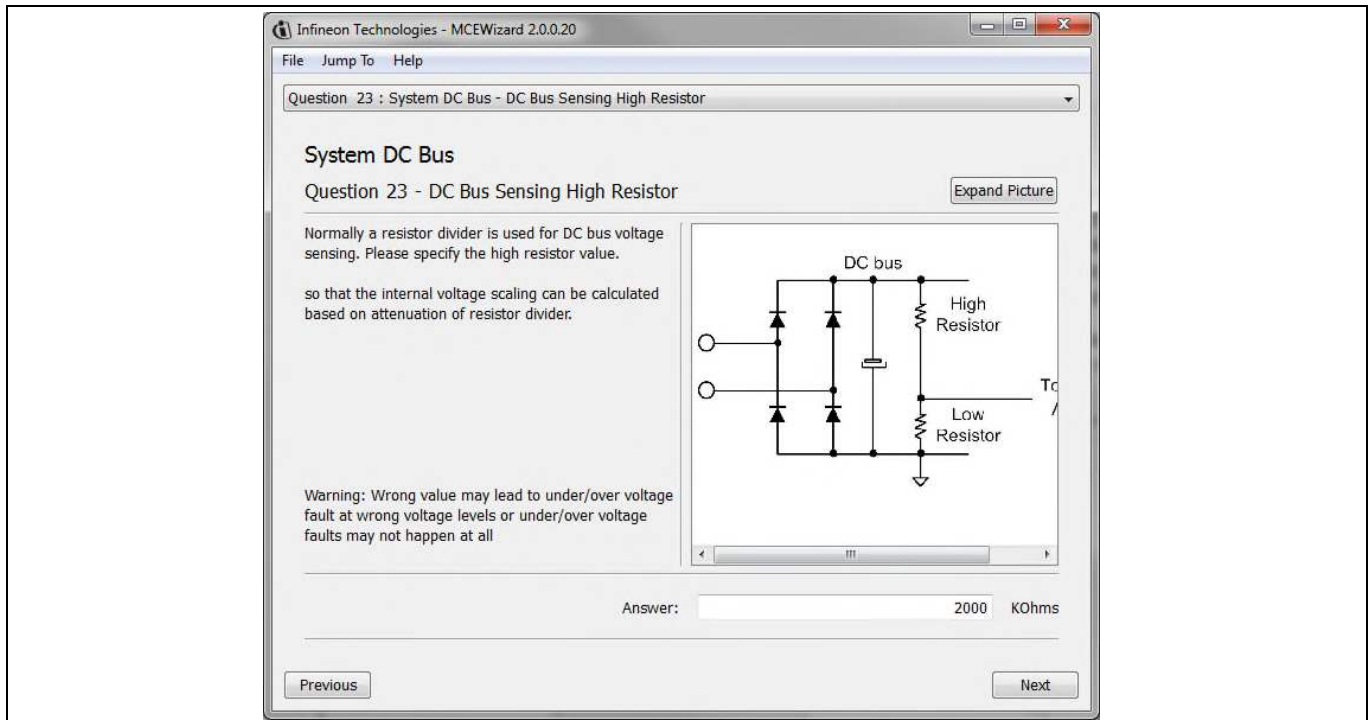 Infineon Technologies - MCEWizard 2.0.0.20
File Jump To Help
Question 23 : System DC Bus - DC Bus Sensing High Resistor
System DC Bus
Question 23 - DC Bus Sensing High Resistor
Expand Picture
Normally a resistor divider is used for DC bus voltage
sensing. Please specify the high resistor value.
so that the internal voltage scaling can be calculated
based on attenuation of resistor divider.
Warning: Wrong value may lead to under/over voltage
fault at wrong voltage levels or under/over voltage
faults may not happen at all
DC bus
High
Resistor
Low
Resistor
Answer:
2000
KOhms
Previous
Next